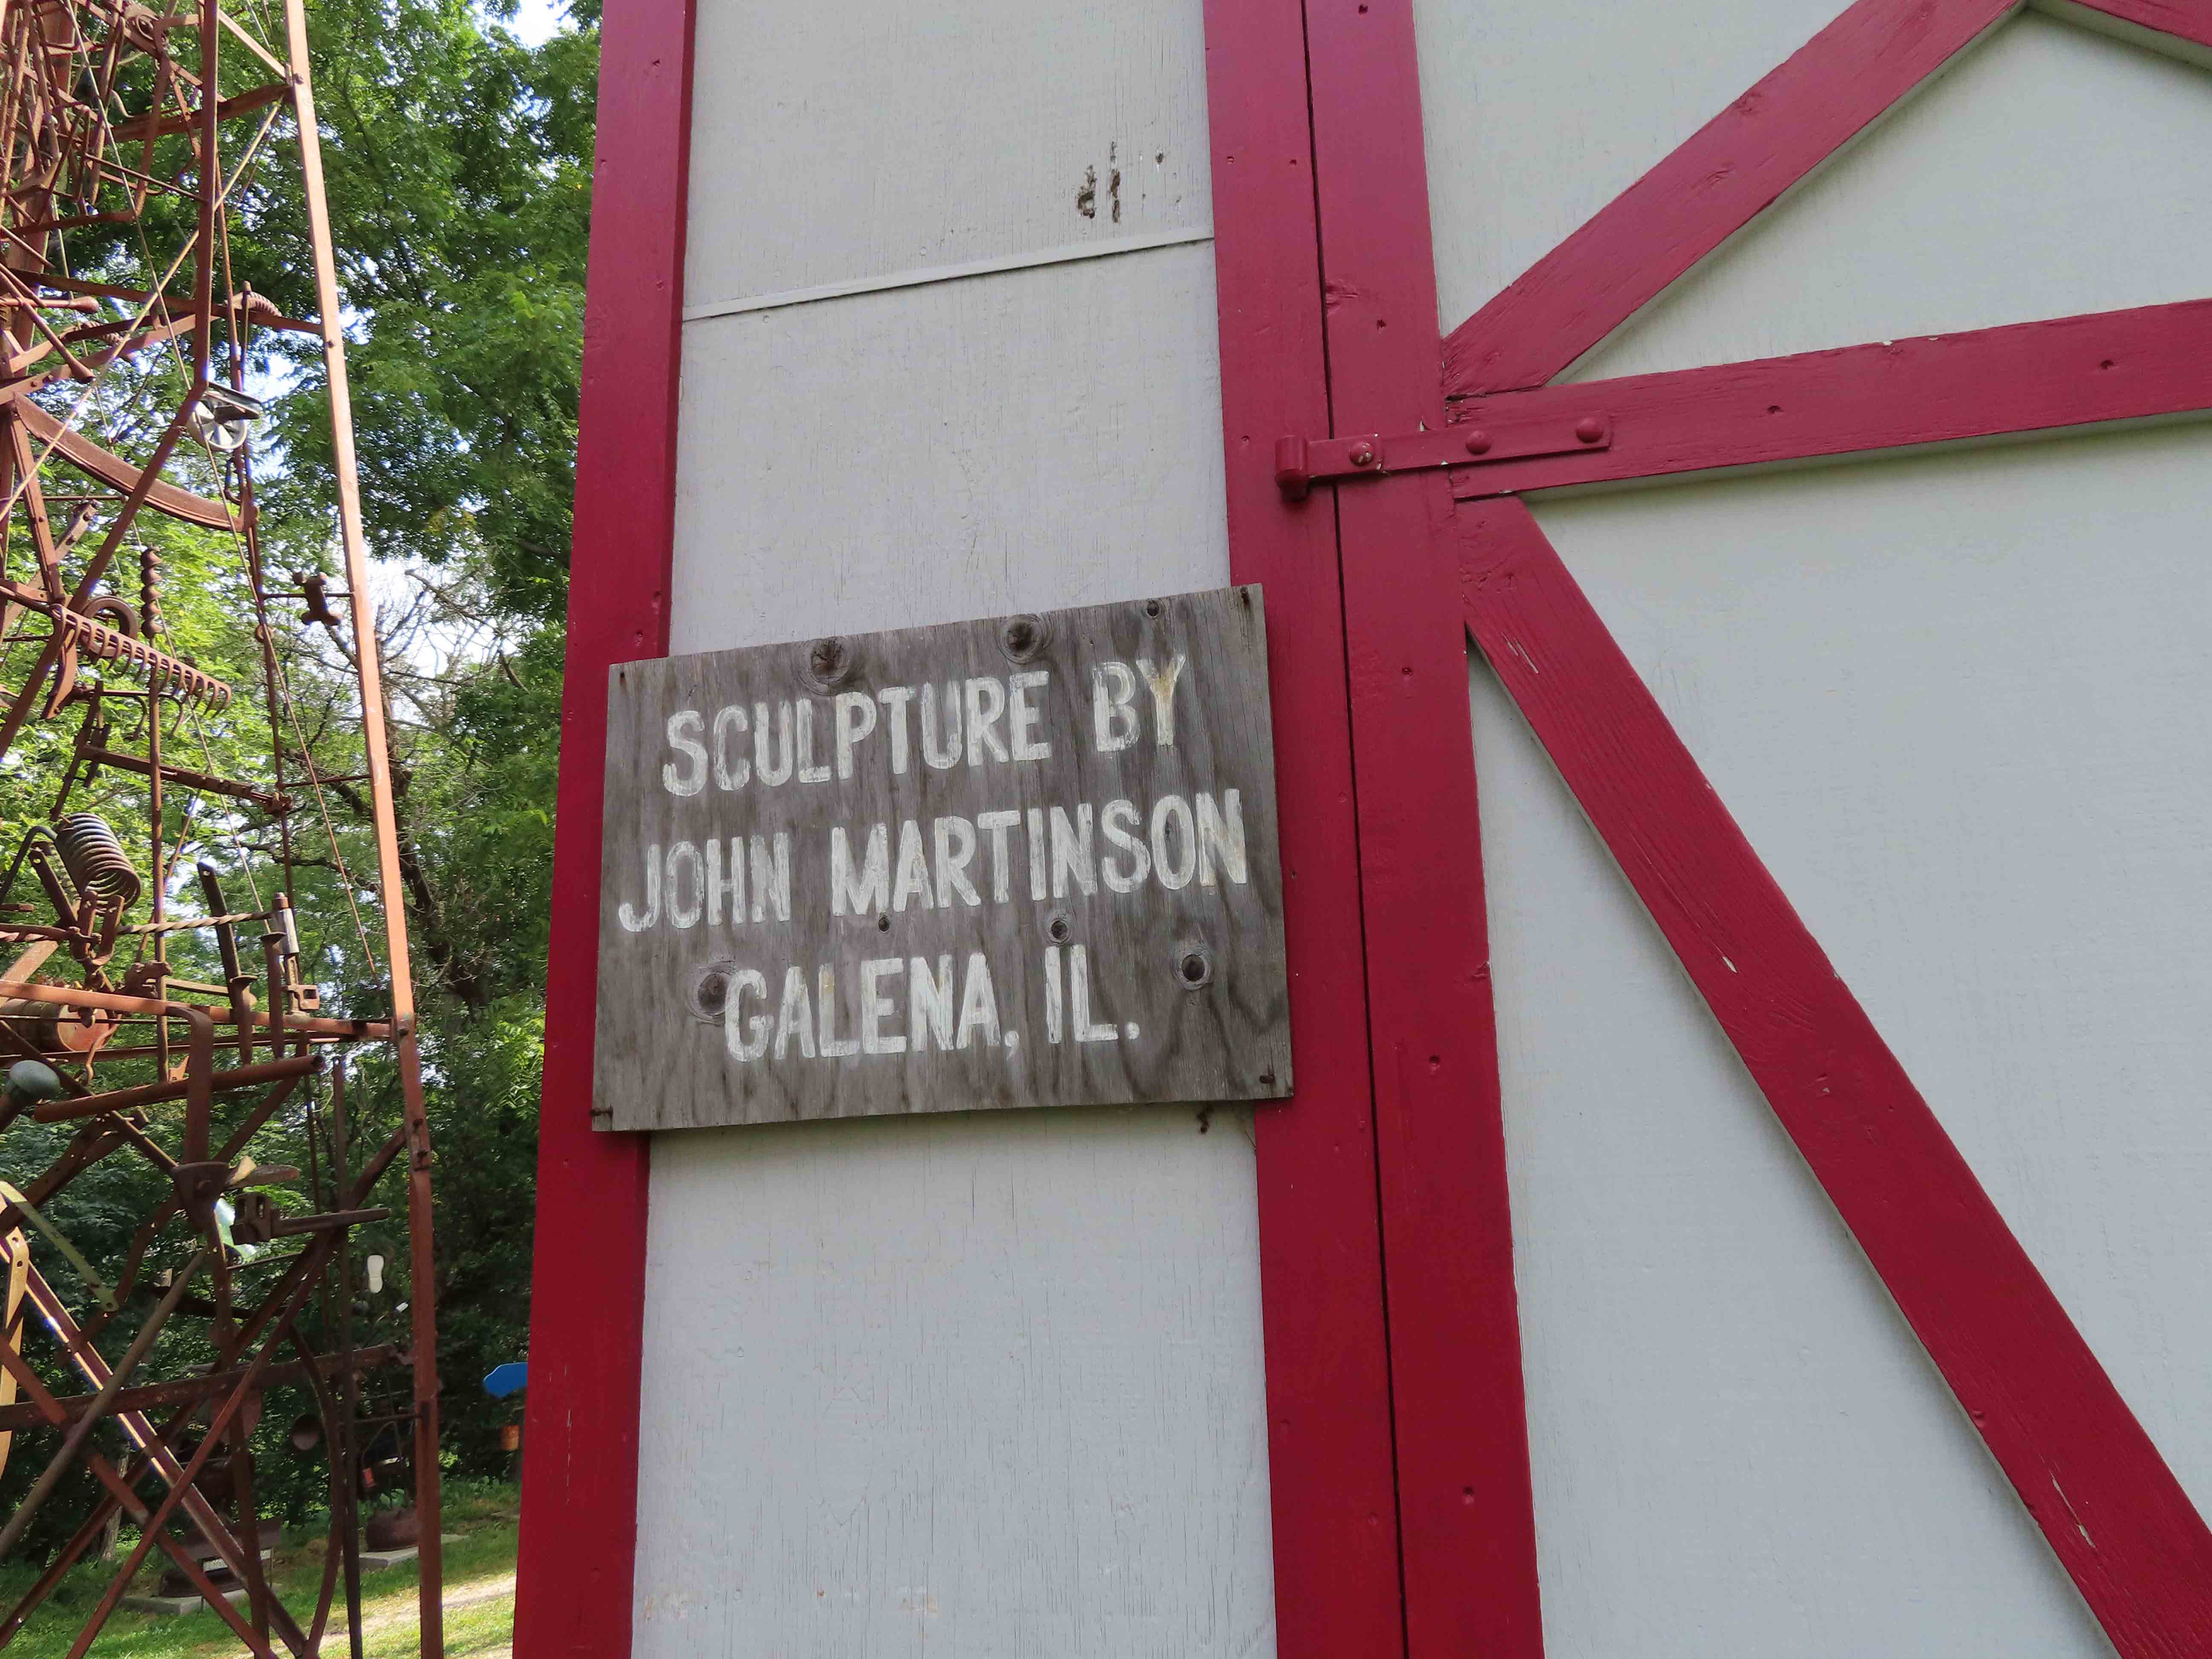 SCULPTURE BY
JOHN MARTINSON
GALENA, IL.